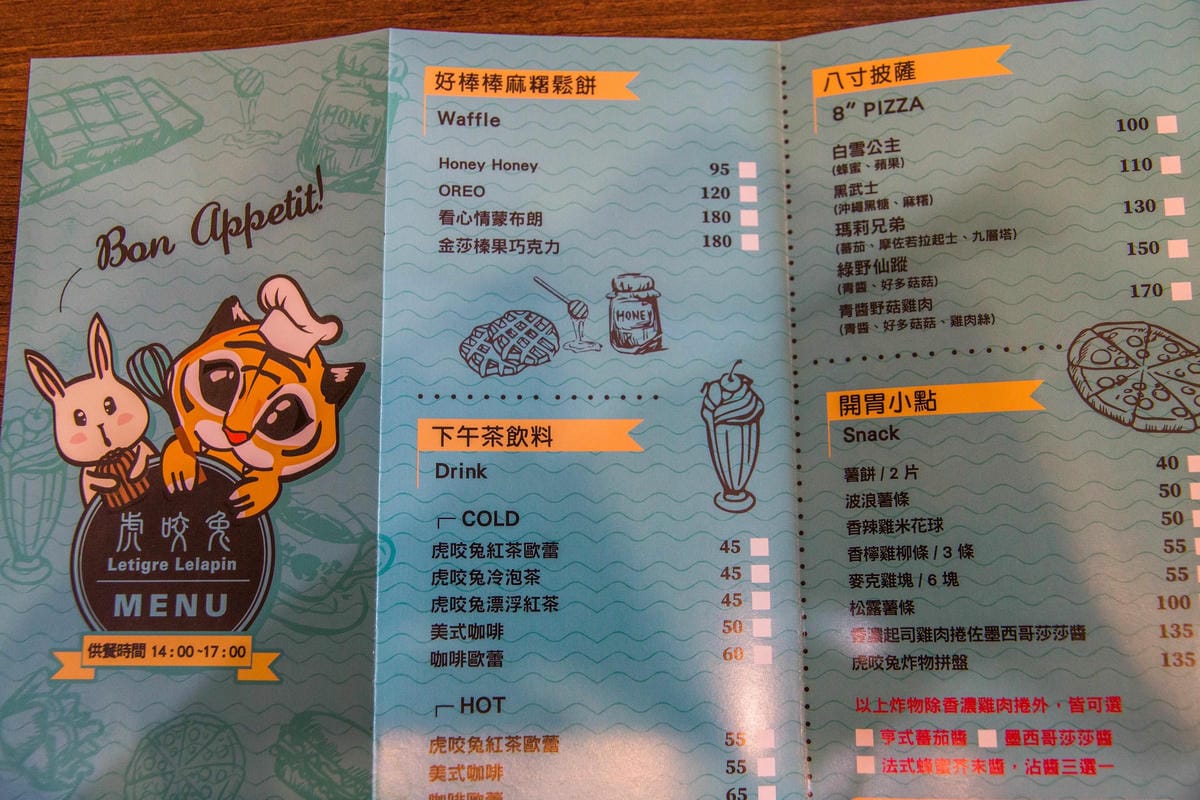 HONEY
Bon Appetit!
虎咬兔
Letigre Lelapin
MENU
供餐時間 14:00~17:00
好棒棒麻糬鬆餅
Waffle
Honey Honey 95
OREO 120
看心情蒙布朗 180
金莎榛果巧克力 180
HONEY
下午茶飲料
Drink
COLD
虎咬兔紅茶歐蕾 45
虎咬兔冷泡茶 45
虎咬兔漂浮紅茶 45
美式咖啡 50
咖啡歐蕾 60
HOT
虎咬兔紅茶歐蕾 55
美式咖啡 55
咖啡歐蕾 65
八寸披薩
8” PIZZA
白雪公主 100
(蜂蜜、蘋果)
黑武士 110
(沖繩黑糖、麻糬)
瑪莉兄弟 130
(蕃茄、摩佐若拉起士、九層塔)
綠野仙蹤 150
(青醬、好多菇菇)
青醬野菇雞肉 170
(青醬、好多菇菇、雞肉絲)
開胃小點
Snack
薯餅 / 2 片 40
波浪薯條 50
香辣雞米花球 50
香檸雞柳條 / 3 條 55
麥克雞塊 / 6 塊 55
松露薯條 100
香濃起司雞肉捲佐墨西哥莎莎醬 135
虎咬兔炸物拼盤 135
以上炸物除香濃雞肉捲外，皆可選
亨式蕃茄醬 墨西哥莎莎醬
法式蜂蜜芥末醬，沾醬三選一